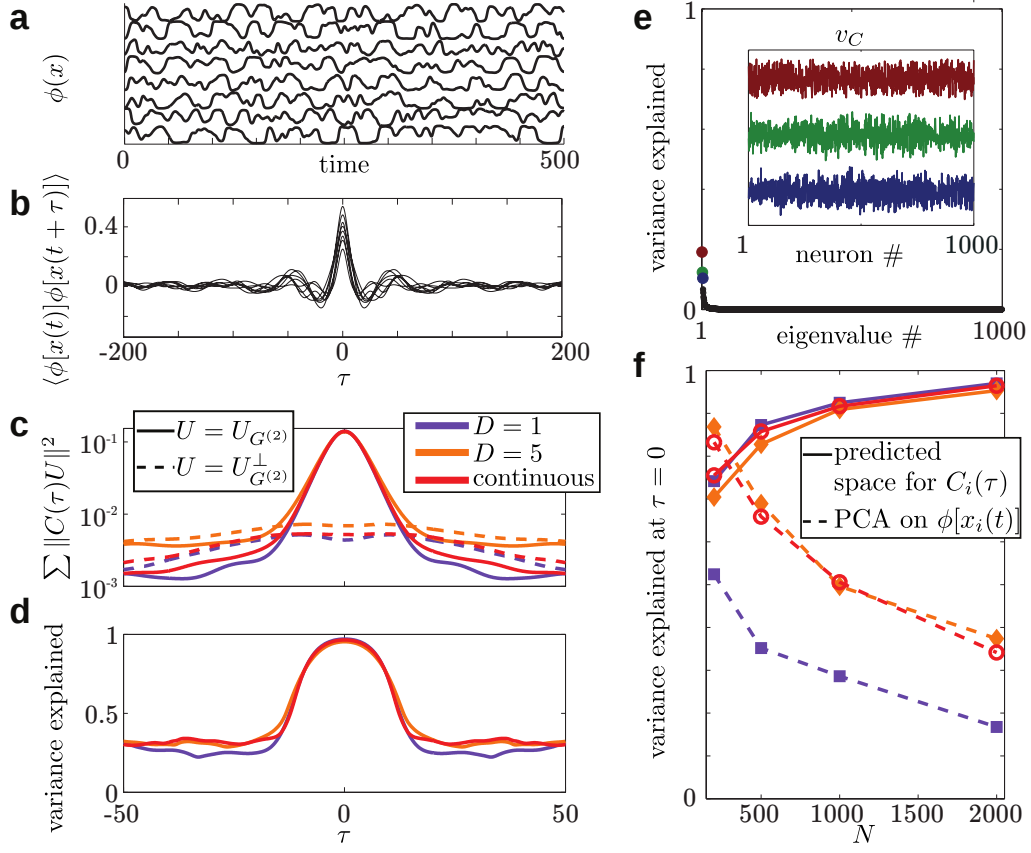 a
ϕ(x)
0
time
500
b
⟨ϕ[x(t)]ϕ[x(t + τ)]⟩
0.4
0
-200
0
200
τ
c
∑ ||C(τ)U||²
10⁻¹
10⁻²
10⁻³
U = U_{G⁽²⁾}
U = U^⊥_{G⁽²⁾}
D = 1
D = 5
continuous
d
variance explained
1
0.5
0
-50
0
50
τ
e
variance explained
1
0
v_C
1
1000
neuron #
1
1000
eigenvalue #
f
variance explained at τ = 0
1
0
predicted
space for C_i(τ)
PCA on ϕ[x_i(t)]
500
1000
1500
2000
N